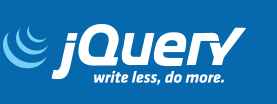 jQuery
write less, do more.